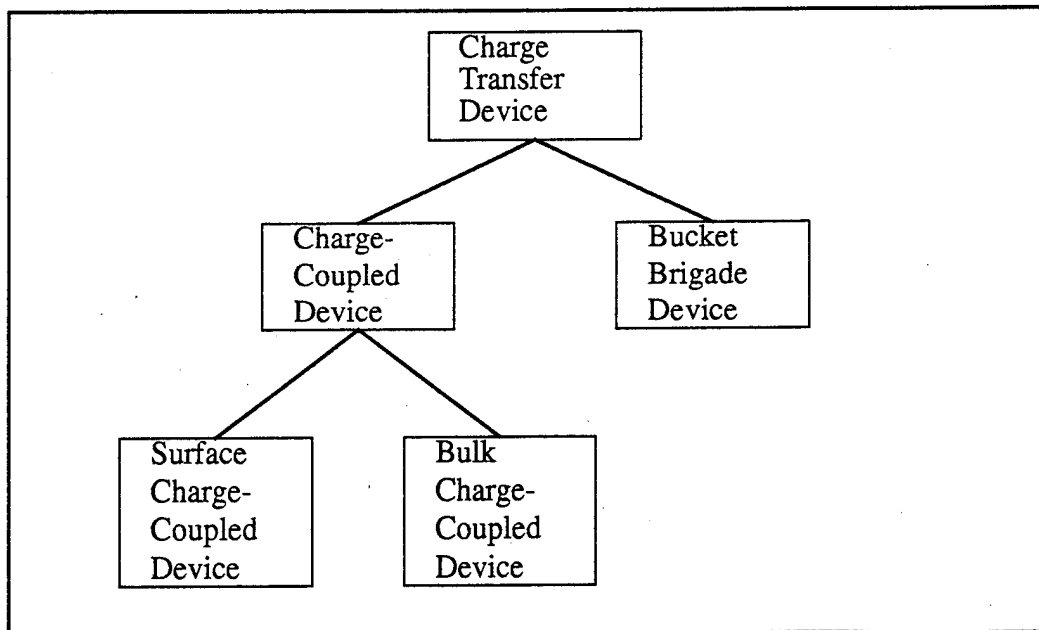 Charge
Transfer
Device
Charge-
Coupled
Device
Bucket
Brigade
Device
Surface
Charge-
Coupled
Device
Bulk
Charge-
Coupled
Device